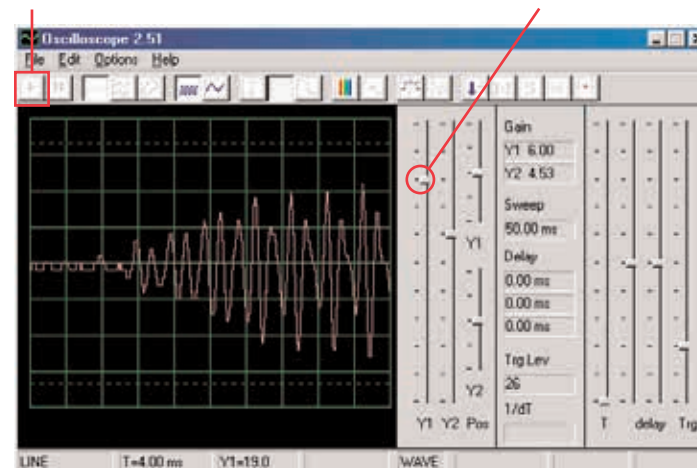 Oscilloscope 2.51
File Edit Options Help
Gain
Y1 6.00
Y2 4.53
Sweep
50.00 ms
Delay
0.00 ms
0.00 ms
0.00 ms
Trg.Lev
26
1/dT
Y1
Y2
Y1 Y2 Pos
T delay Trg
LINE T=4.00 ms Y1=19.0 WAVE